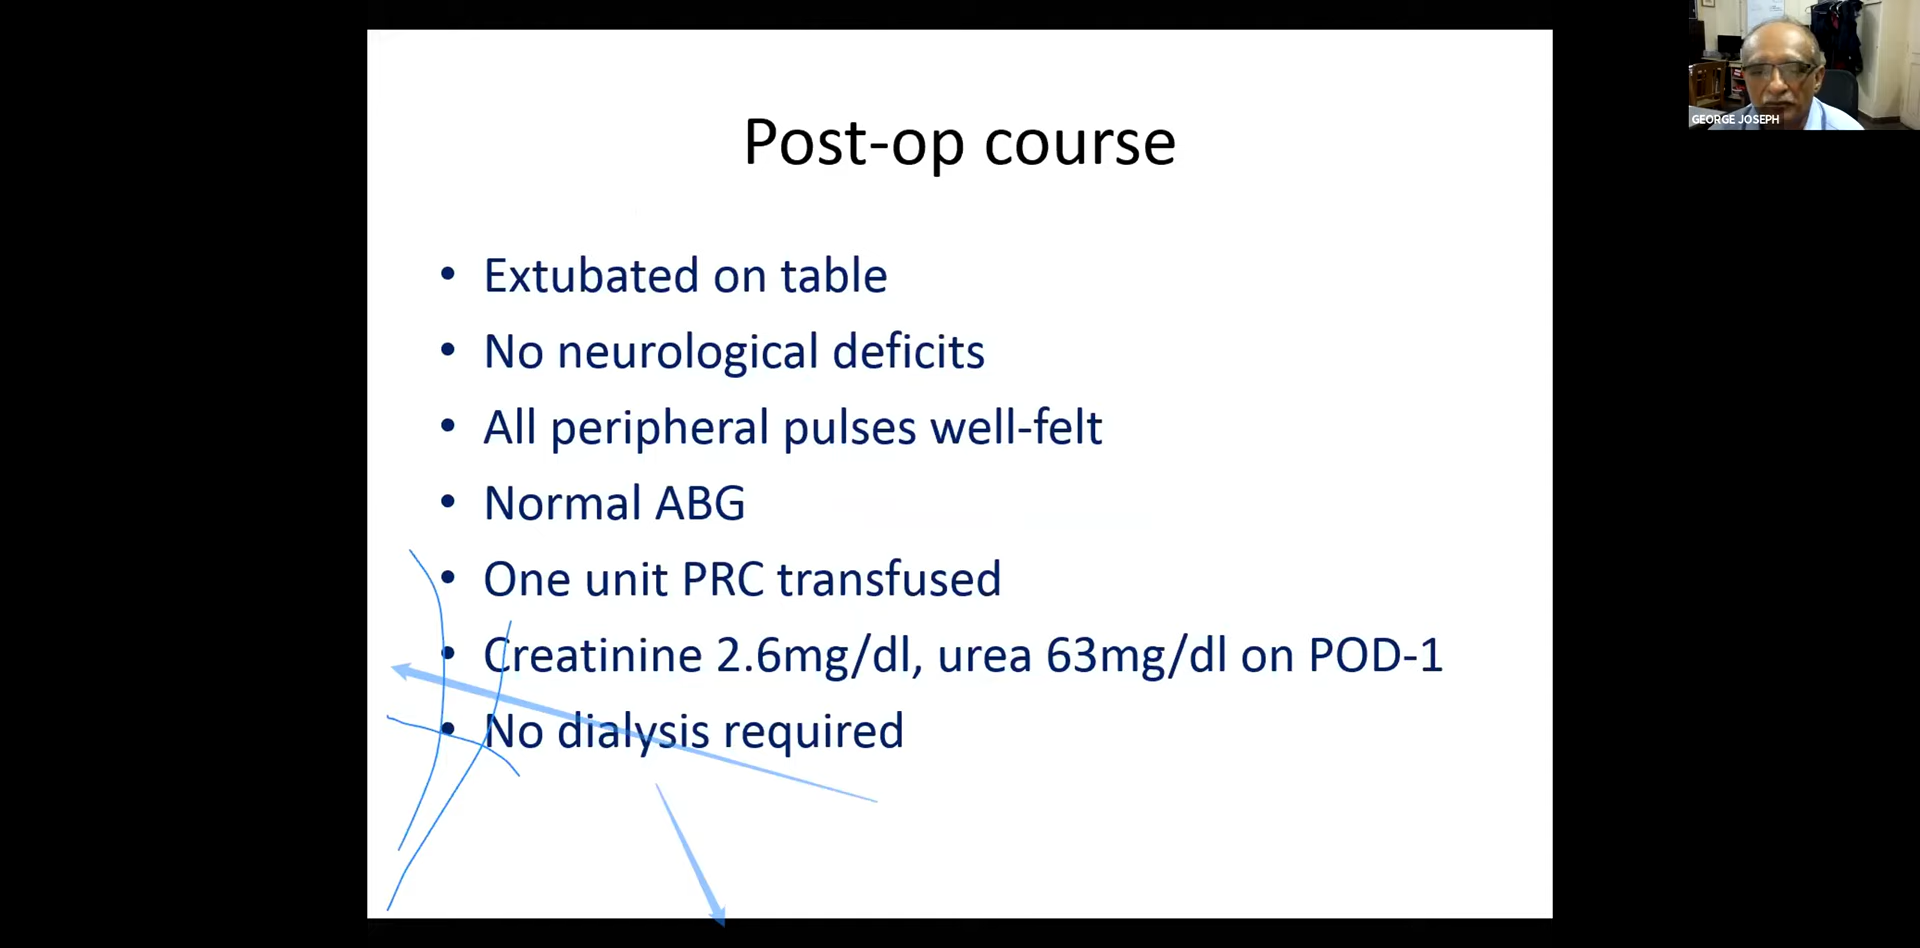 Post-op course
• Extubated on table
• No neurological deficits
• All peripheral pulses well-felt
• Normal ABG
• One unit PRC transfused
• Creatinine 2.6mg/dl, urea 63mg/dl on POD-1
• No dialysis required
GEORGE JOSEPH